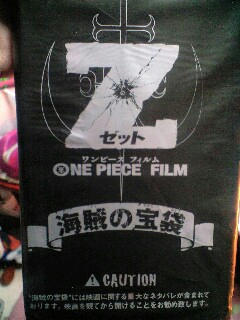 Z
ゼット
ワンピース フィルム
ONE PIECE FILM
海賊の宝袋
CAUTION
"海賊の宝袋"には映画に関する重大なネタバレが含まれて
おります。映画を観てから開けることをお勧め致します。